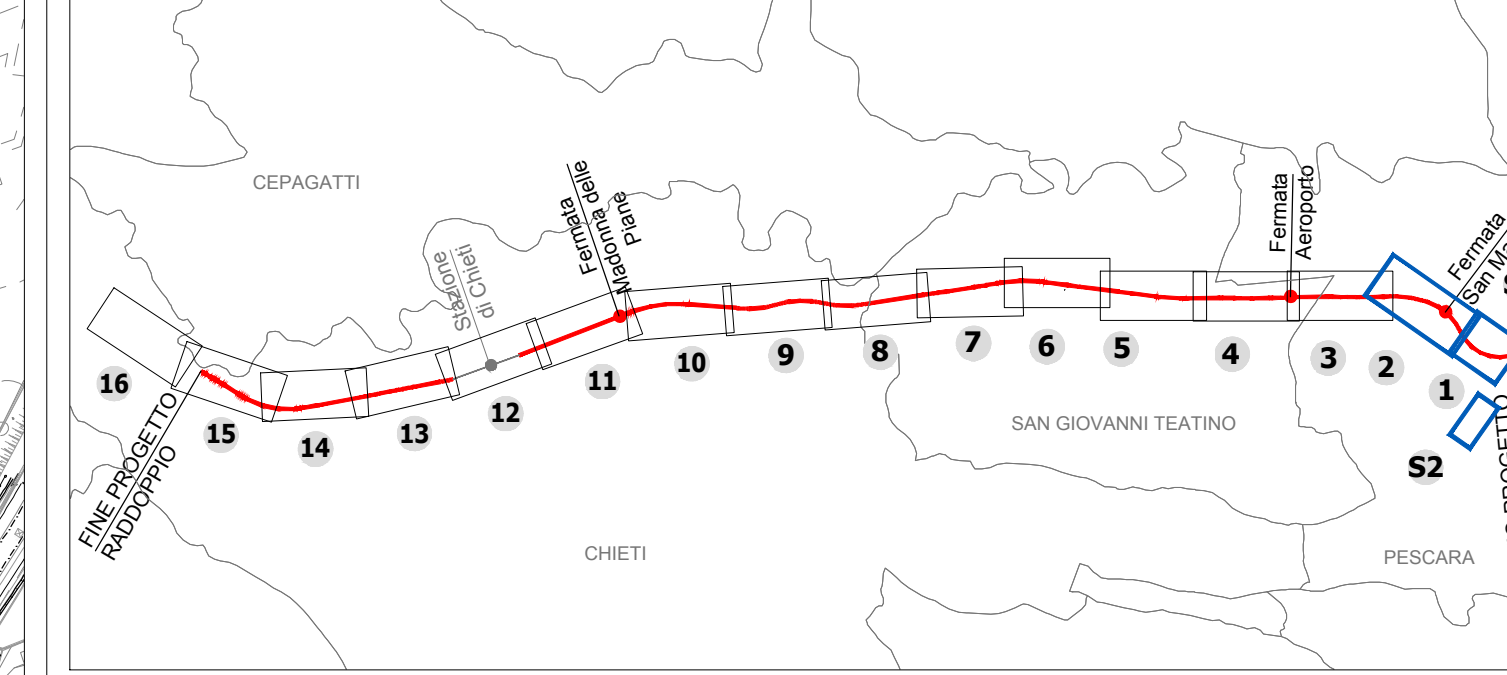 CEPAGATTI
Fermata
Madonna delle
Piane
Stazione
di Chieti
Fermata
Aeroporto
Fermata
16
15
14
13
12
11
10
9
8
7
6
5
4
3
2
1
S2
FINE PROGETTO
RADDOPPIO
SAN GIOVANNI TEATINO
CHIETI
PESCARA